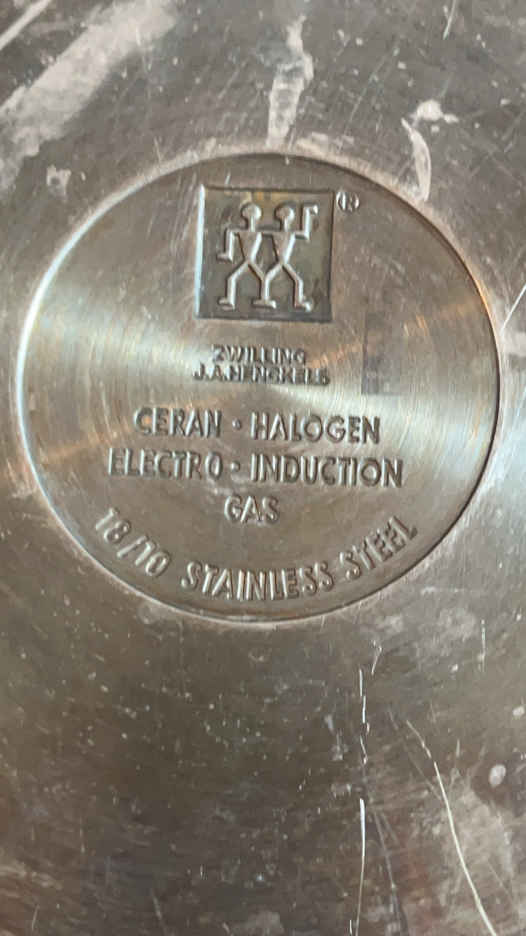 ®
ZWILLING
J.A.HENCKELS
CERAN · HALOGEN
ELECTRO · INDUCTION
GAS
18/10 STAINLESS STEEL